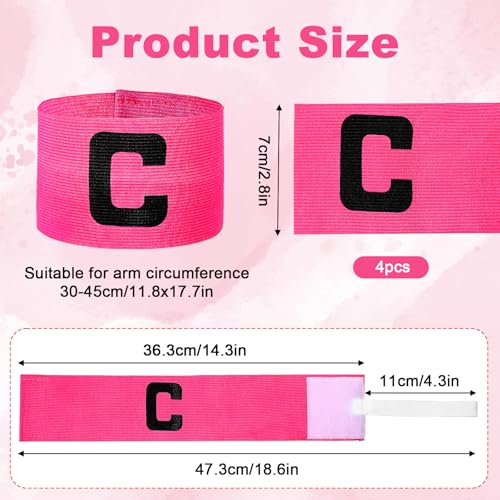 Product Size
C
C
7cm/2.8in
Suitable for arm circumference
30-45cm/11.8x17.7in
4pcs
36.3cm/14.3in
11cm/4.3in
C
47.3cm/18.6in